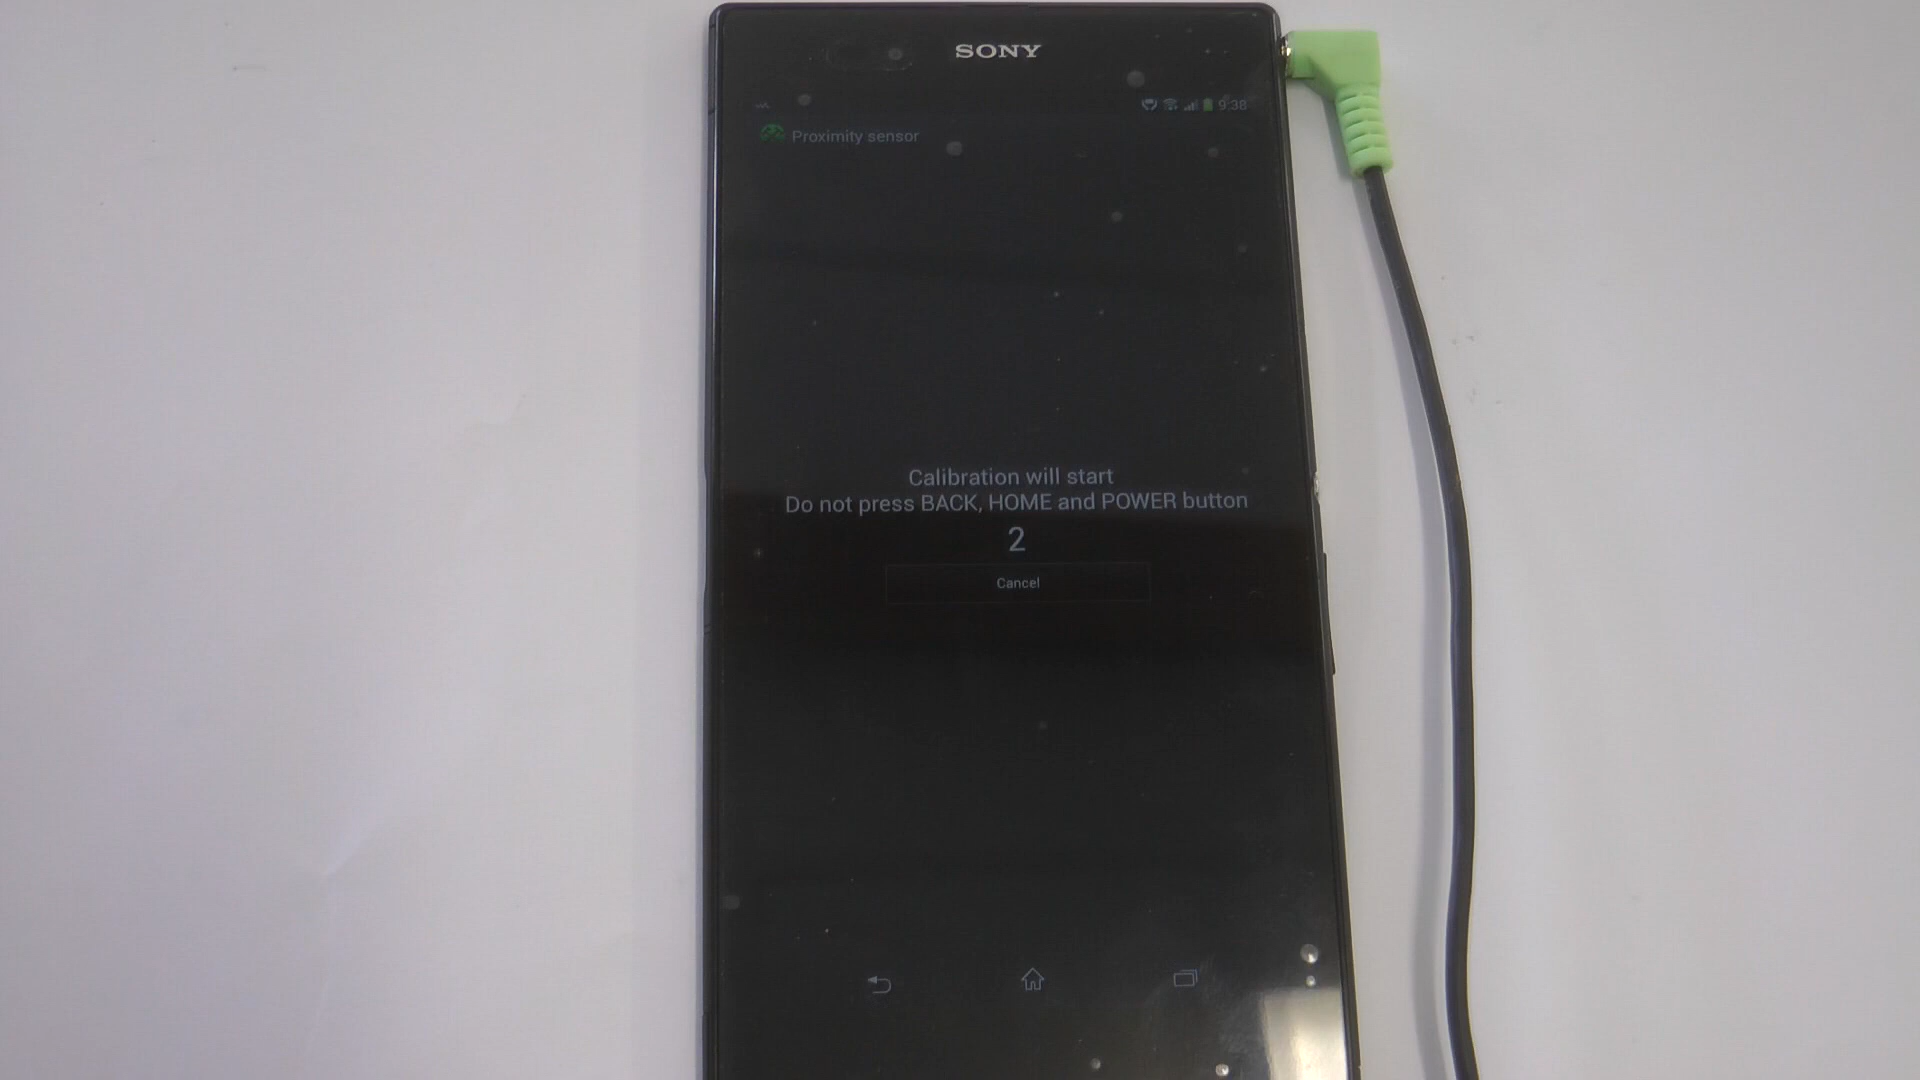 SONY
9:38
Proximity sensor
Calibration will start
Do not press BACK, HOME and POWER button
2
Cancel